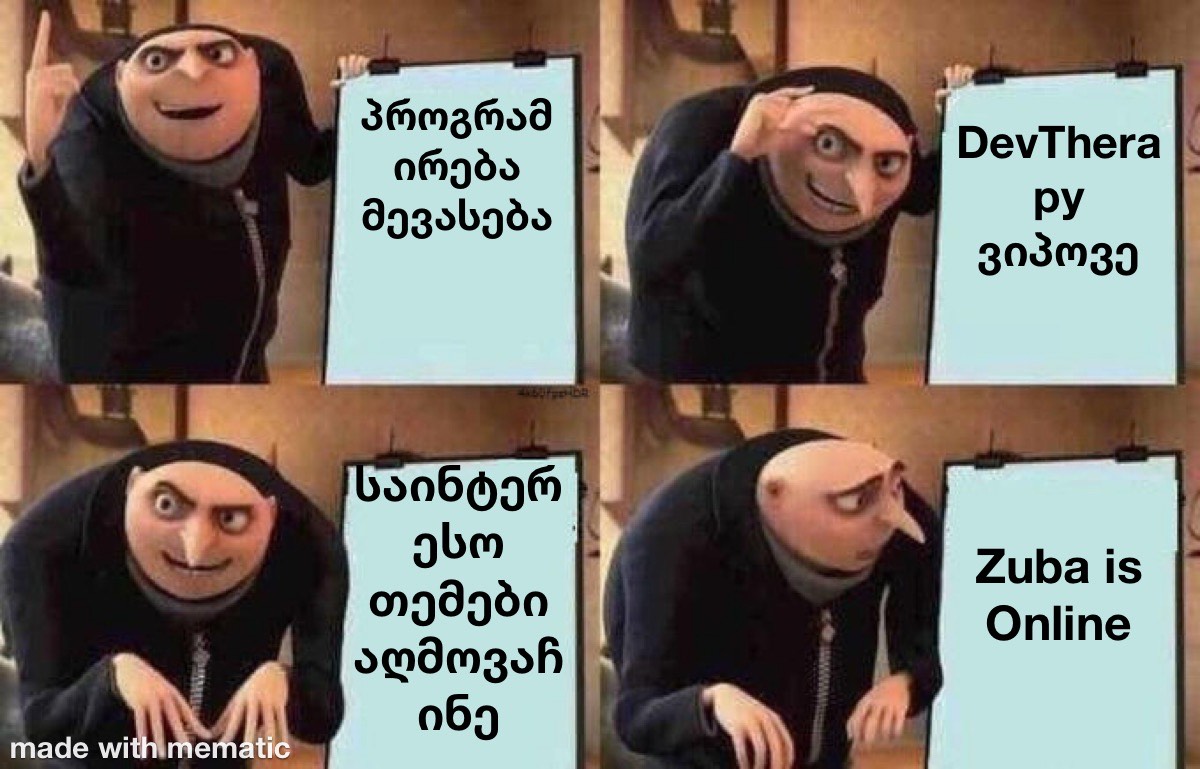 პროგრამ
ირება
მევასება
DevThera
py
ვიპოვე
საინტერ
ესო
თემები
აღმოვაჩ
ინე
Zuba is
Online
made with mematic